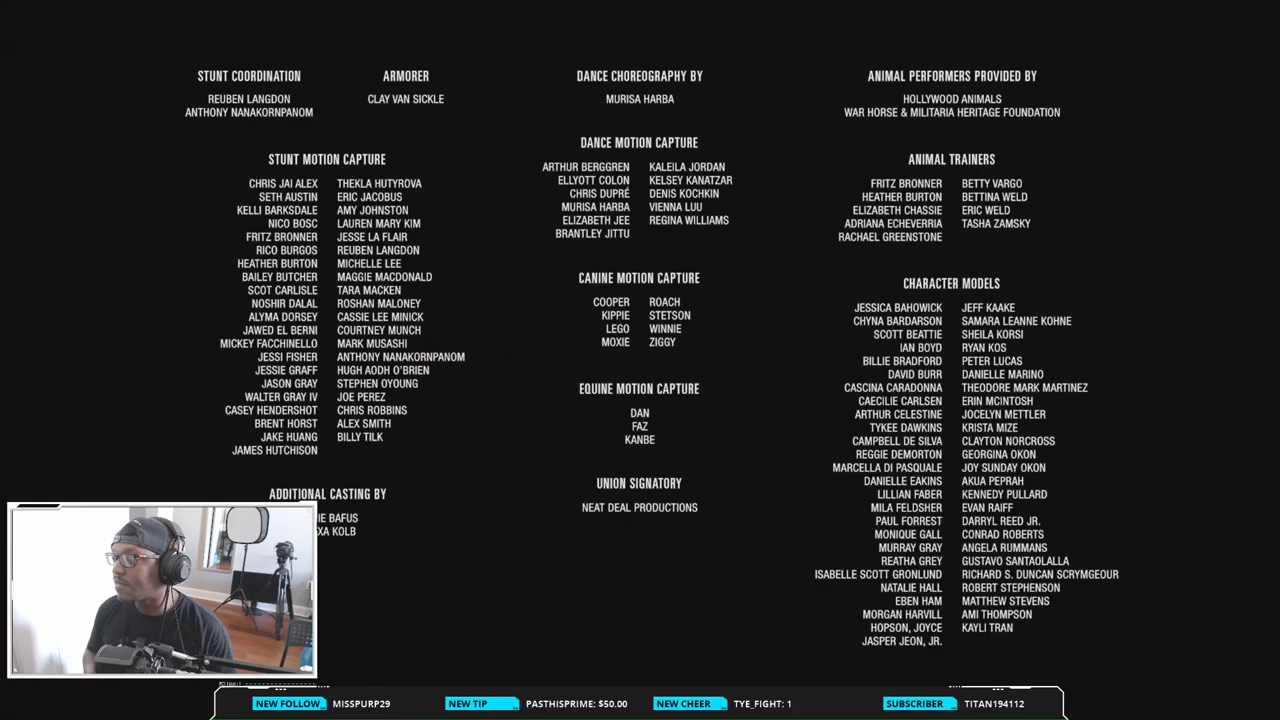 STUNT COORDINATION
REUBEN LANGDON
ANTHONY NANAKORNPANOM
ARMORER
CLAY VAN SICKLE
STUNT MOTION CAPTURE
CHRIS JAI ALEX THEKLA HUTYROVA
SETH AUSTIN ERIC JACOBUS
KELLI BARKSDALE AMY JOHNSTON
NICO BOSC LAUREN MARY KIM
FRITZ BRONNER JESSE LA FLAIR
RICO BURGOS REUBEN LANGDON
HEATHER BURTON MICHELLE LEE
BAILEY BUTCHER MAGGIE MACDONALD
SCOT CARLISLE TARA MACKEN
NOSHIR DALAL ROSHAN MALONEY
ALYMA DORSEY CASSIE LEE MINICK
JAWED EL BERNI COURTNEY MUNCH
MICKEY FACCHINELLO MARK MUSASHI
JESSI FISHER ANTHONY NANAKORNPANOM
JESSIE GRAFF HUGH AODH O'BRIEN
JASON GRAY STEPHEN OYOUNG
WALTER GRAY IV JOE PEREZ
CASEY HENDERSHOT CHRIS ROBBINS
BRENT HORST ALEX SMITH
JAKE HUANG BILLY TILK
JAMES HUTCHISON
ADDITIONAL CASTING BY
IE BAFUS
XA KOLB
DANCE CHOREOGRAPHY BY
MURISA HARBA
DANCE MOTION CAPTURE
ARTHUR BERGGREN KALEILA JORDAN
ELLYOTT COLON KELSEY KANATZAR
CHRIS DUPRÉ DENIS KOCHKIN
MURISA HARBA VIENNA LUU
ELIZABETH JEE REGINA WILLIAMS
BRANTLEY JITTU
CANINE MOTION CAPTURE
COOPER ROACH
KIPPIE STETSON
LEGO WINNIE
MOXIE ZIGGY
EQUINE MOTION CAPTURE
DAN
FAZ
KANBE
UNION SIGNATORY
NEAT DEAL PRODUCTIONS
ANIMAL PERFORMERS PROVIDED BY
HOLLYWOOD ANIMALS
WAR HORSE & MILITARIA HERITAGE FOUNDATION
ANIMAL TRAINERS
FRITZ BRONNER BETTY VARGO
HEATHER BURTON BETTINA WELD
ELIZABETH CHASSIE ERIC WELD
ADRIANA ECHEVERRIA TASHA ZAMSKY
RACHAEL GREENSTONE
CHARACTER MODELS
JESSICA BAHOWICK JEFF KAAKE
CHYNA BARDARSON SAMARA LEANNE KOHNE
SCOTT BEATTIE SHEILA KORSI
IAN BOYD RYAN KOS
BILLIE BRADFORD PETER LUCAS
DAVID BURR DANIELLE MARINO
CASCINA CARADONNA THEODORE MARK MARTINEZ
CAECILIE CARLSEN ERIN MCINTOSH
ARTHUR CELESTINE JOCELYN METTLER
TYKEE DAWKINS KRISTA MIZE
CAMPBELL DE SILVA CLAYTON NORCROSS
REGGIE DEMORTON GEORGINA OKON
MARCELLA DI PASQUALE JOY SUNDAY OKON
DANIELLE EAKINS AKUA PEPRAH
LILLIAN FABER KENNEDY PULLARD
MILA FELDSHER EVAN RAIFF
PAUL FORREST DARRYL REED JR.
MONIQUE GALL CONRAD ROBERTS
MURRAY GRAY ANGELA RUMMANS
REATHA GREY GUSTAVO SANTAOLALLA
ISABELLE SCOTT GRONLUND RICHARD S. DUNCAN SCRYMGEOUR
NATALIE HALL ROBERT STEPHENSON
EBEN HAM MATTHEW STEVENS
MORGAN HARVILL AMI THOMPSON
HOPSON, JOYCE KAYLI TRAN
JASPER JEON, JR.
NEW FOLLOW MISSPURP29 NEW TIP PASTHISPRIME: $50.00 NEW CHEER TYE_FIGHT: 1 SUBSCRIBER TITAN194112